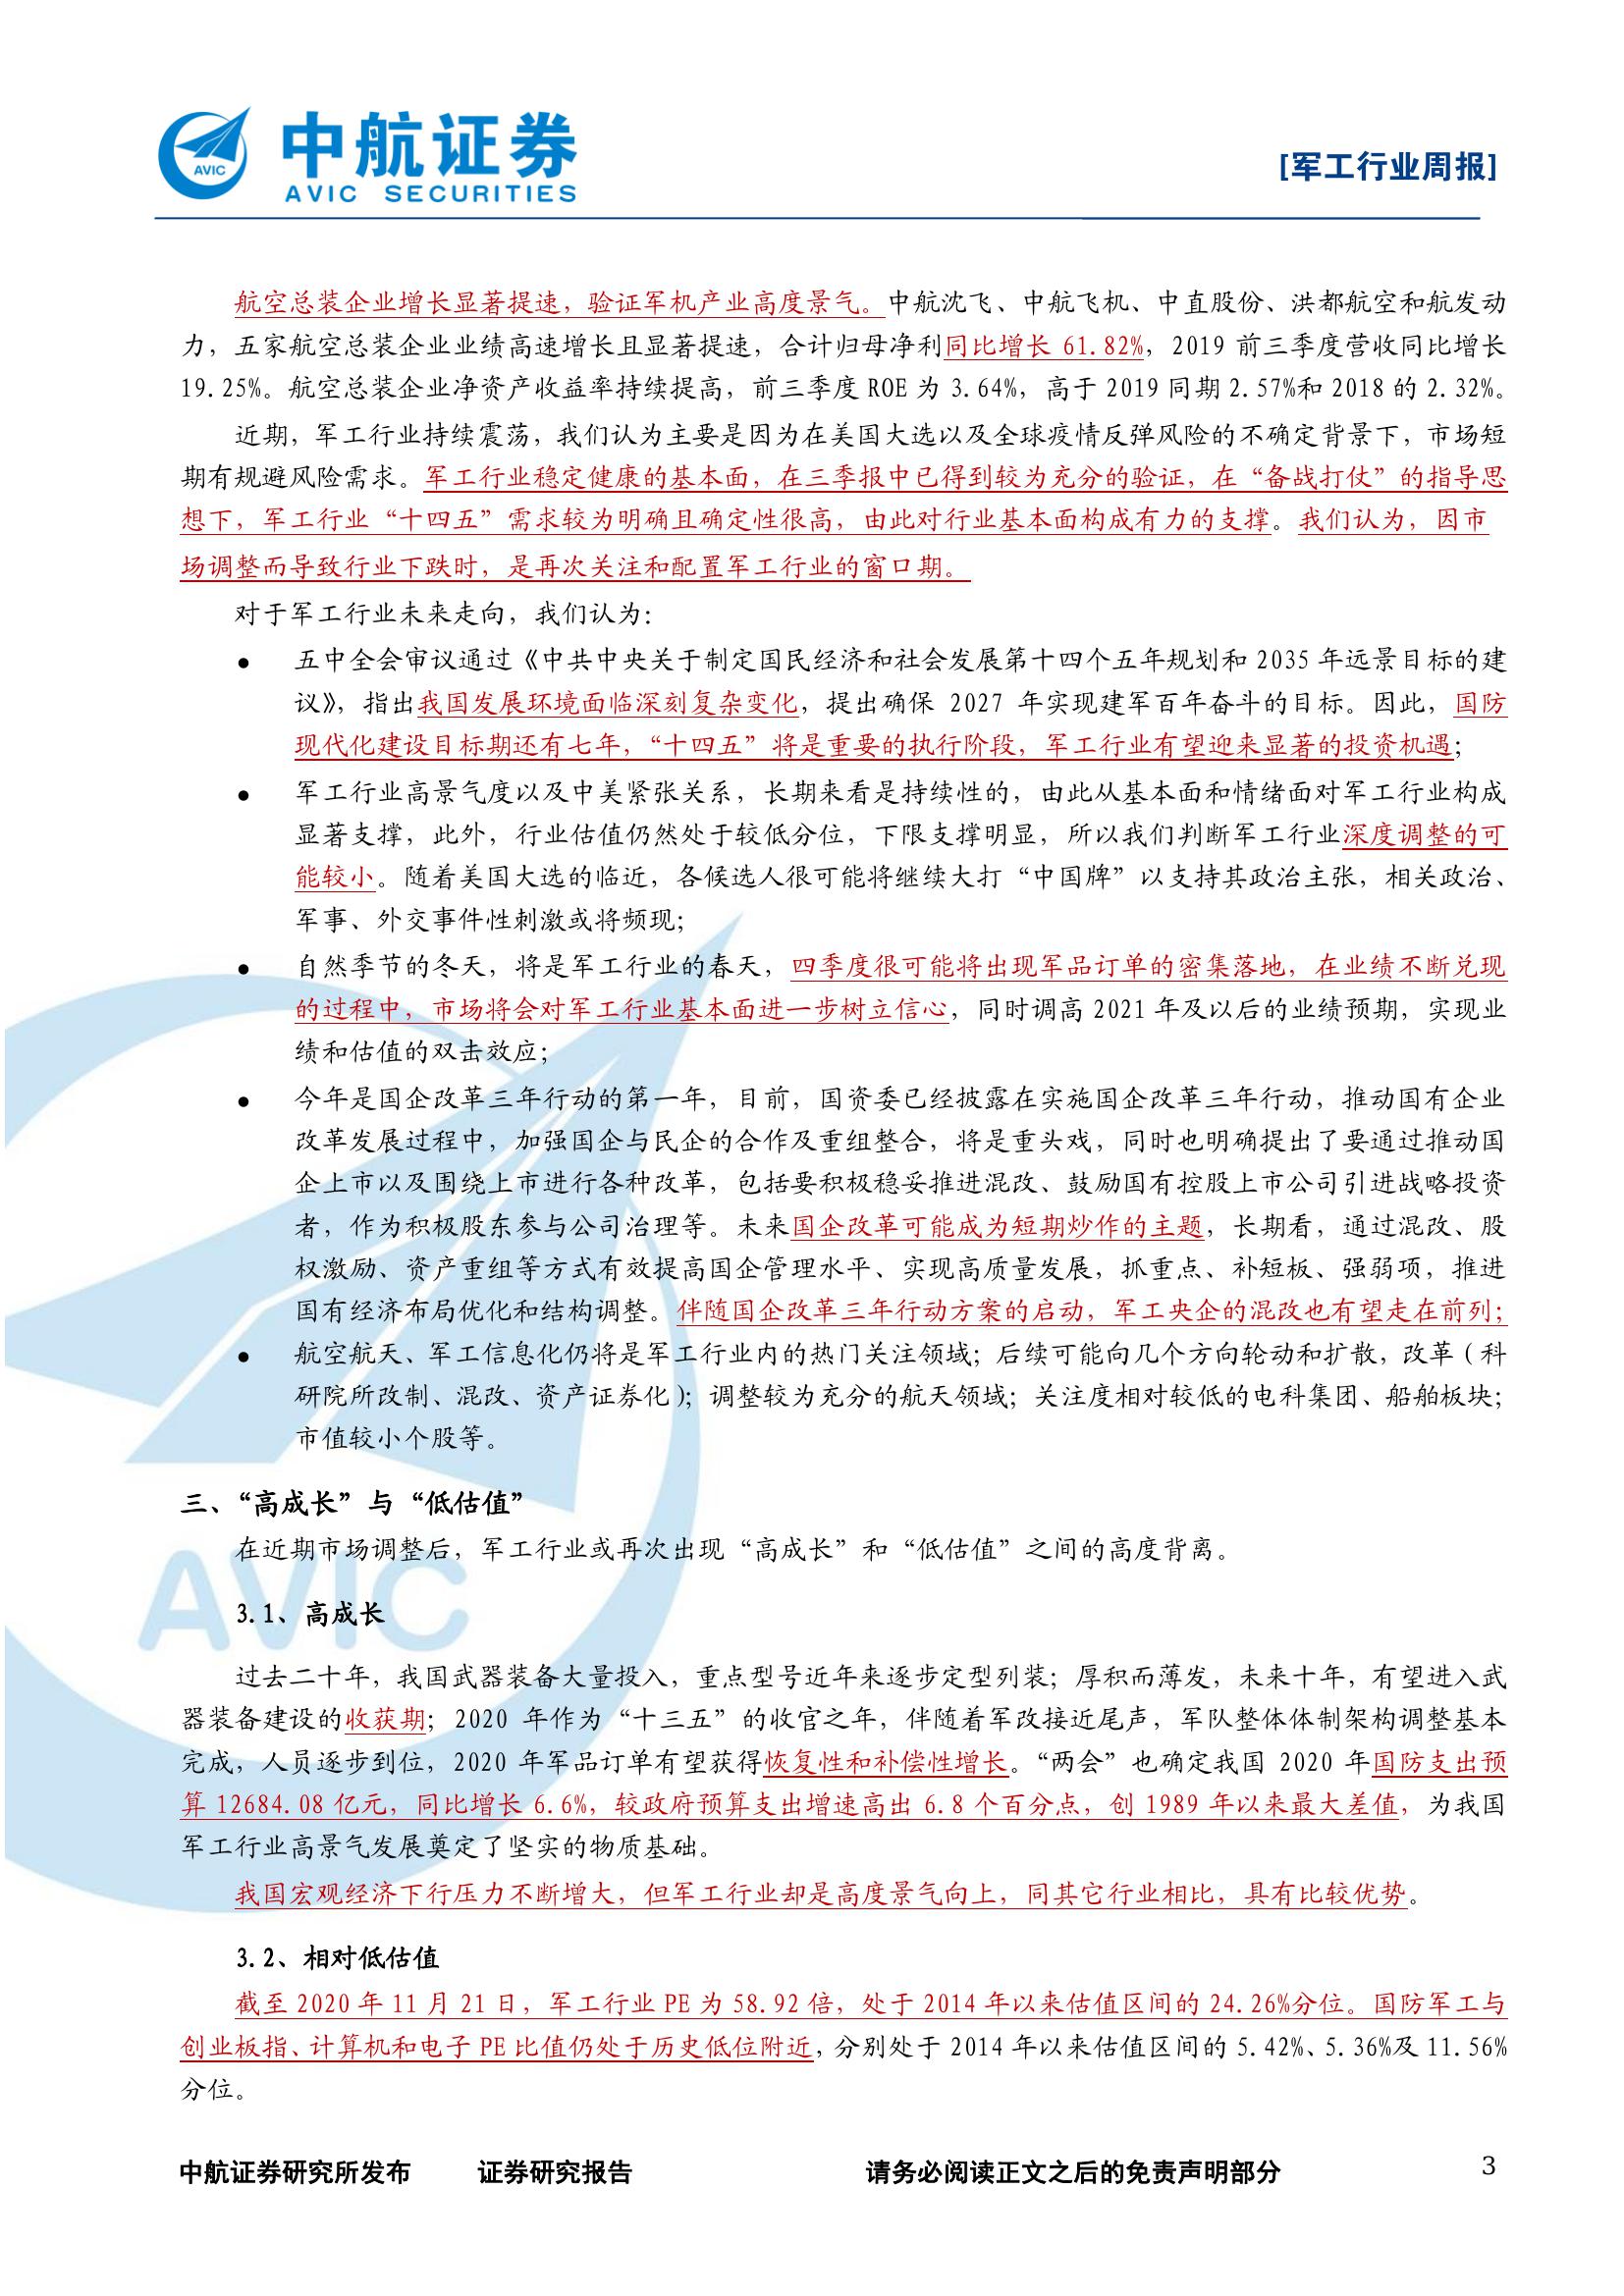 中航证券
AVIC SECURITIES
AVIC
[军工行业周报]
航空总装企业增长显著提速，验证军机产业高度景气。中航沈飞、中航飞机、中直股份、洪都航空和航发动
力，五家航空总装企业业绩高速增长且显著提速，合计归母净利同比增长 61.82%，2019 前三季度营收同比增长
19.25%。航空总装企业净资产收益率持续提高，前三季度 ROE 为 3.64%，高于 2019 同期 2.57%和 2018 的 2.32%。
近期，军工行业持续震荡，我们认为主要是因为在美国大选以及全球疫情反弹风险的不确定背景下，市场短
期有规避风险需求。军工行业稳定健康的基本面，在三季报中已得到较为充分的验证，在“备战打仗”的指导思
想下，军工行业“十四五”需求较为明确且确定性很高，由此对行业基本面构成有力的支撑。我们认为，因市
场调整而导致行业下跌时，是再次关注和配置军工行业的窗口期。
对于军工行业未来走向，我们认为：
● 五中全会审议通过《中共中央关于制定国民经济和社会发展第十四个五年规划和 2035 年远景目标的建
议》，指出我国发展环境面临深刻复杂变化，提出确保 2027 年实现建军百年奋斗的目标。因此，国防
现代化建设目标期还有七年，“十四五”将是重要的执行阶段，军工行业有望迎来显著的投资机遇；
● 军工行业高景气度以及中美紧张关系，长期来看是持续性的，由此从基本面和情绪面对军工行业构成
显著支撑，此外，行业估值仍然处于较低分位，下限支撑明显，所以我们判断军工行业深度调整的可
能较小。随着美国大选的临近，各候选人很可能将继续大打“中国牌”以支持其政治主张，相关政治、
军事、外交事件性刺激或将频现；
● 自然季节的冬天，将是军工行业的春天，四季度很可能将出现军品订单的密集落地，在业绩不断兑现
的过程中，市场将会对军工行业基本面进一步树立信心，同时调高 2021 年及以后的业绩预期，实现业
绩和估值的双击效应；
● 今年是国企改革三年行动的第一年，目前，国资委已经披露在实施国企改革三年行动，推动国有企业
改革发展过程中，加强国企与民企的合作及重组整合，将是重头戏，同时也明确提出了要通过推动国
企上市以及围绕上市进行各种改革，包括要积极稳妥推进混改、鼓励国有控股上市公司引进战略投资
者，作为积极股东参与公司治理等。未来国企改革可能成为短期炒作的主题，长期看，通过混改、股
权激励、资产重组等方式有效提高国企管理水平、实现高质量发展，抓重点、补短板、强弱项，推进
国有经济布局优化和结构调整。伴随国企改革三年行动方案的启动，军工央企的混改也有望走在前列；
● 航空航天、军工信息化仍将是军工行业内的热门关注领域；后续可能向几个方向轮动和扩散，改革（科
研院所改制、混改、资产证券化）；调整较为充分的航天领域；关注度相对较低的电科集团、船舶板块；
市值较小个股等。
三、“高成长”与“低估值”
在近期市场调整后，军工行业或再次出现“高成长”和“低估值”之间的高度背离。
3.1、高成长
过去二十年，我国武器装备大量投入，重点型号近年来逐步定型列装；厚积而薄发，未来十年，有望进入武
器装备建设的收获期；2020 年作为“十三五”的收官之年，伴随着军改接近尾声，军队整体体制架构调整基本
完成，人员逐步到位，2020 年军品订单有望获得恢复性和补偿性增长。“两会”也确定我国 2020 年国防支出预
算 12684.08 亿元，同比增长 6.6%，较政府预算支出增速高出 6.8 个百分点，创 1989 年以来最大差值，为我国
军工行业高景气发展奠定了坚实的物质基础。
我国宏观经济下行压力不断增大，但军工行业却是高度景气向上，同其它行业相比，具有比较优势。
3.2、相对低估值
截至 2020 年 11 月 21 日，军工行业 PE 为 58.92 倍，处于 2014 年以来估值区间的 24.26%分位。国防军工与
创业板指、计算机和电子 PE 比值仍处于历史低位附近，分别处于 2014 年以来估值区间的 5.42%、5.36%及 11.56%
分位。
AVIC
中航证券研究所发布 证券研究报告 请务必阅读正文之后的免责声明部分 3